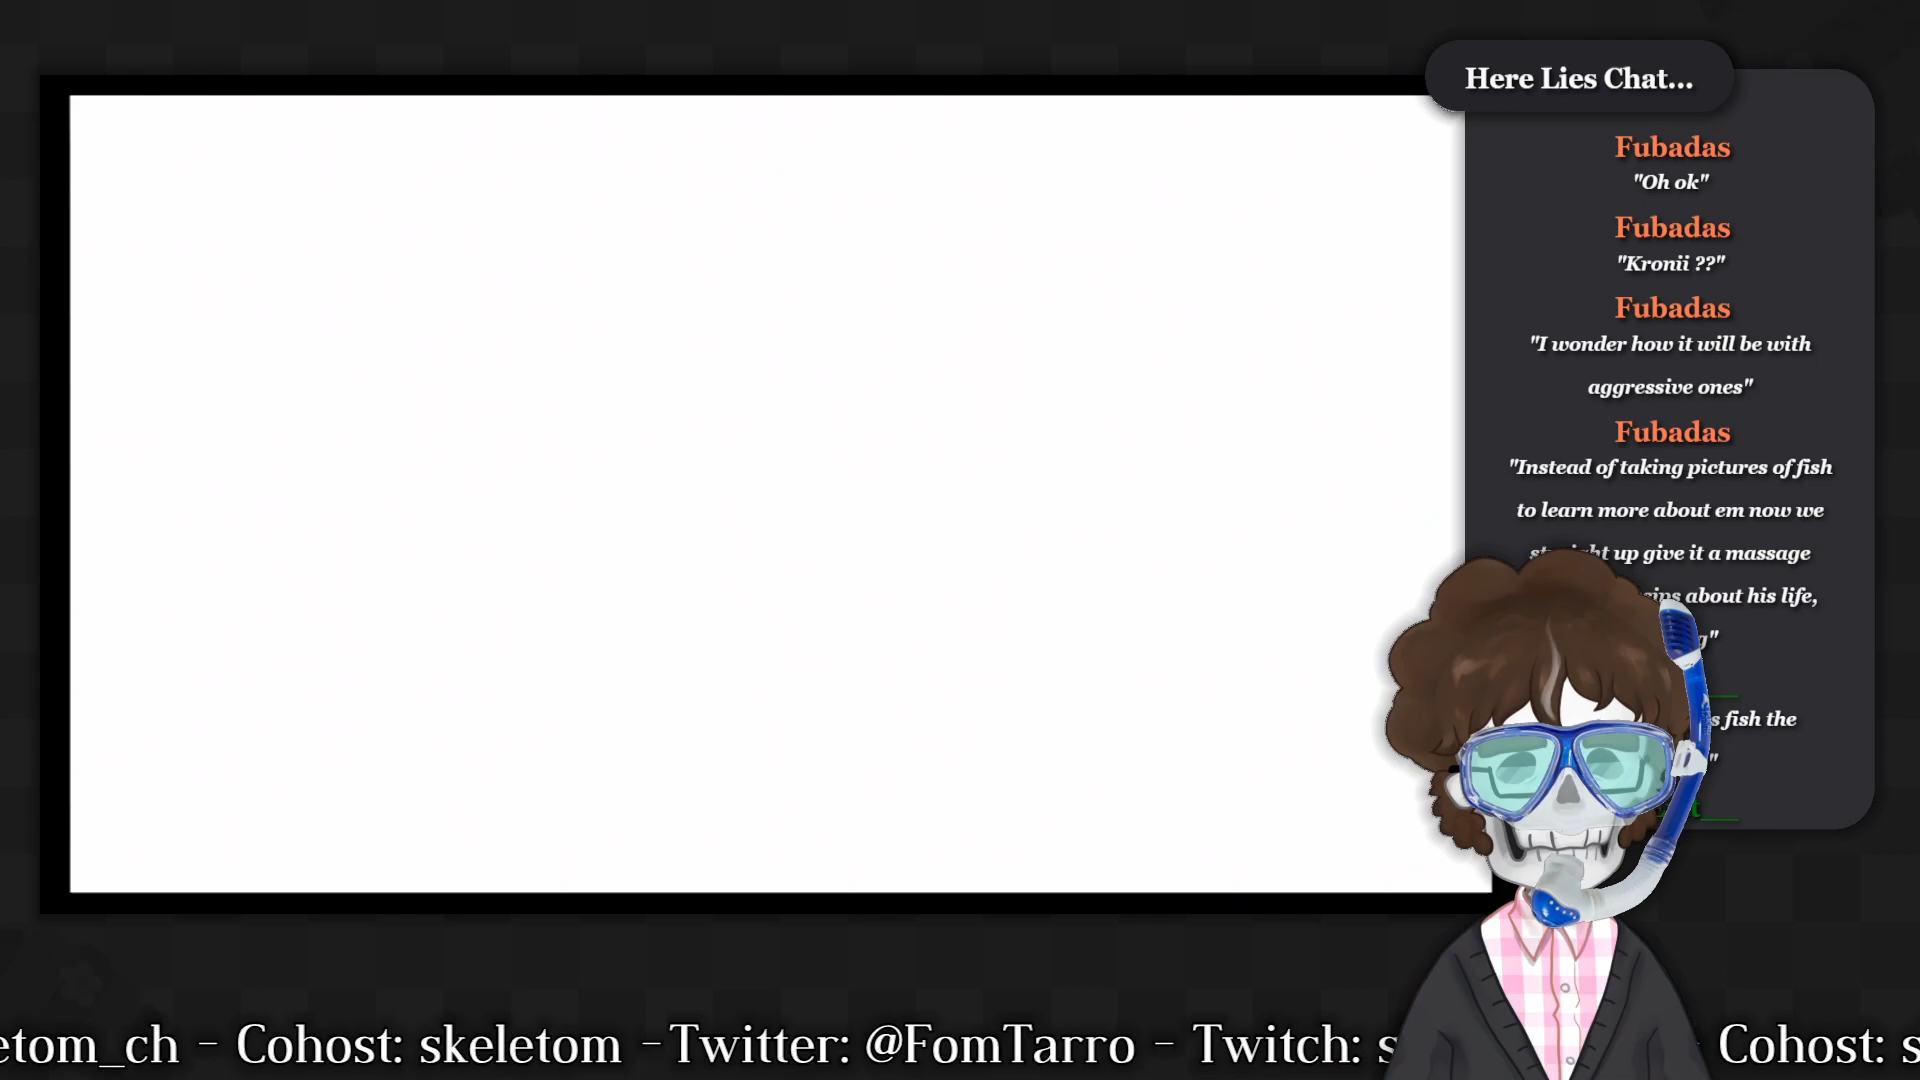 Here Lies Chat...
Fubadas
"Oh ok"
Fubadas
"Kronii ??"
Fubadas
"I wonder how it will be with
aggressive ones"
Fubadas
"Instead of taking pictures of fish
to learn more about em now we
straight up give it a massage
about his life,
fish the
etom_ch - Cohost: skeletom -Twitter: @FomTarro - Twitch: s Cohost: s